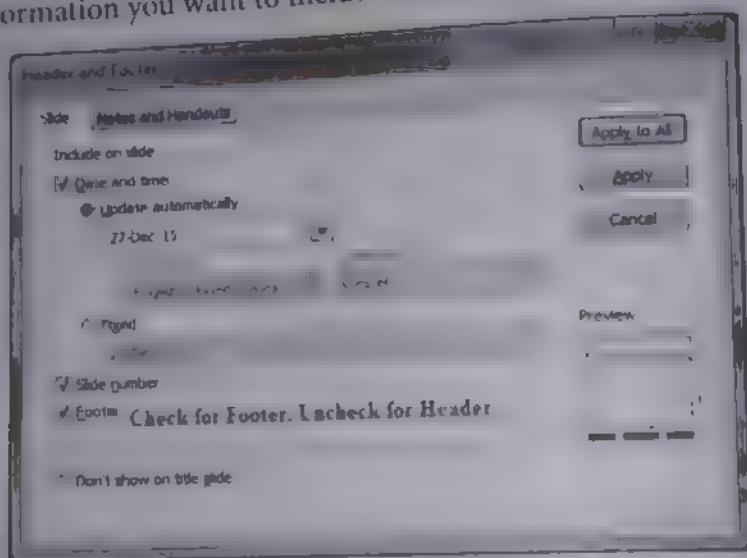 ormation you want to
Header and Footer
Slide Notes and Handouts
Include on slide
Date and time
Update automatically
27-Dec-15
Fixed
Slide number
Footer Check for Footer. Uncheck for Header
Don't show on title slide
Apply to All
Apply
Cancel
Preview